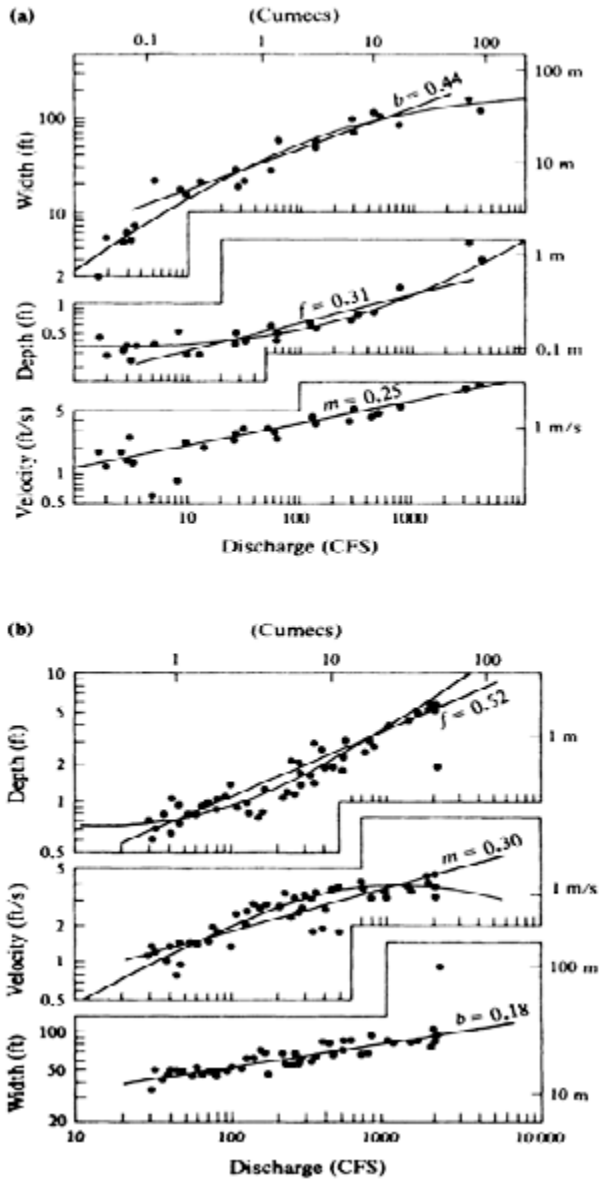 (a)
(Cumecs)
0.1 1 10 100
Width (ft)
100
10
2
b = 0.44
100 m
10 m
Depth (ft)
1
0.5
f = 0.31
1 m
0.1 m
Velocity (ft/s)
5
2
1
0.5
m = 0.25
1 m/s
10 100 1000
Discharge (CFS)
(b)
(Cumecs)
1 10 100
Depth (ft)
10
5
2
1
0.5
f = 0.52
1 m
Velocity (ft/s)
5
2
1
0.5
m = 0.30
1 m/s
Width (ft)
100
50
20
b = 0.18
100 m
10 m
10 100 1000 10 000
Discharge (CFS)